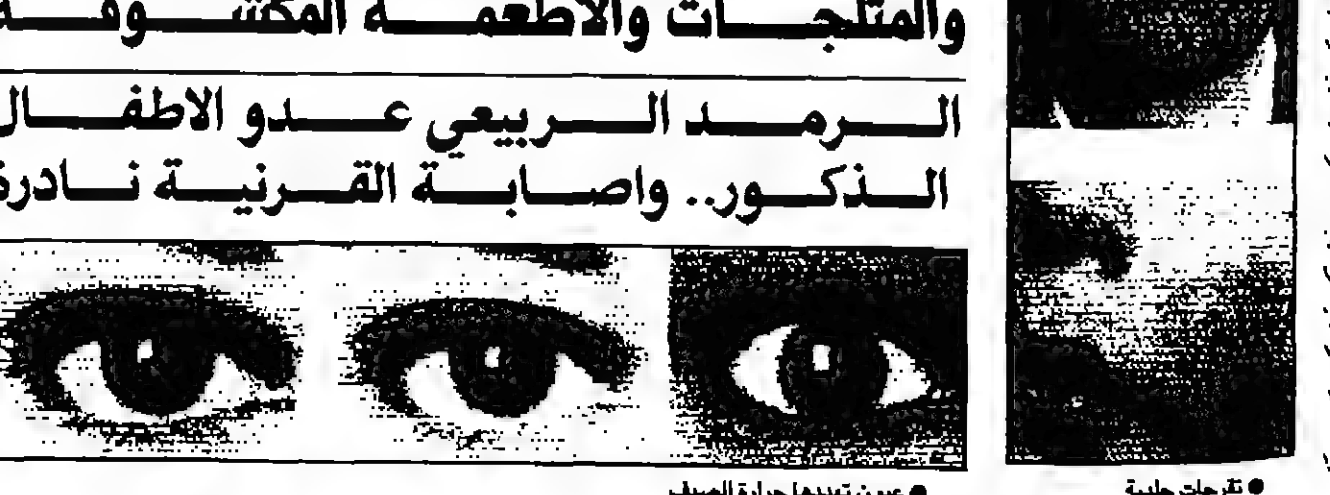 والمثلجات والأطعمة المكشوفة
الرمد الربيعي عدو الاطفال
الذكور.. واصابة القرنية نادرة
● عيون تهددها حرارة الصيف
● تقرحات جلدية